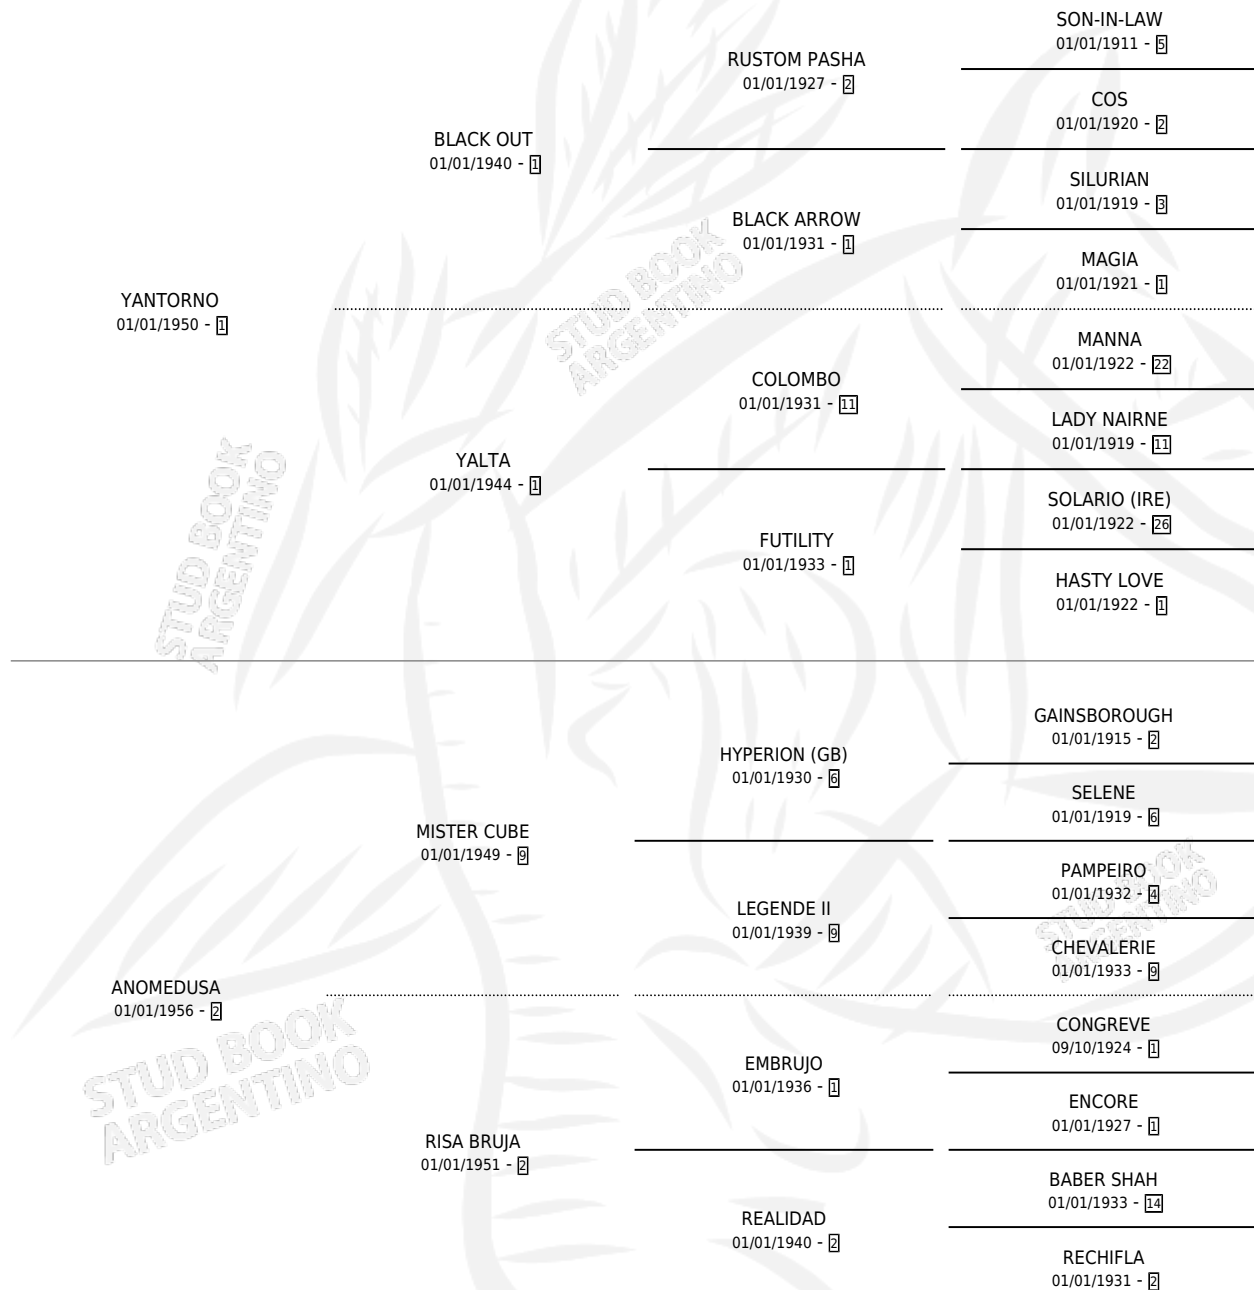 SON-IN-LAW
01/01/1911 - 5
RUSTOM PASHA
01/01/1927 - 2
COS
01/01/1920 - 2
BLACK OUT
01/01/1940 - 1
SILURIAN
01/01/1919 - 3
BLACK ARROW
01/01/1931 - 1
MAGIA
01/01/1921 - 1
YANTORNO
01/01/1950 - 1
STUD BOOK
ARGENTINO
MANNA
01/01/1922 - 22
COLOMBO
01/01/1931 - 11
LADY NAIRNE
01/01/1919 - 11
YALTA
01/01/1944 - 1
SOLARIO (IRE)
01/01/1922 - 26
FUTILITY
01/01/1933 - 1
HASTY LOVE
01/01/1922 - 1
STUD BOOK
ARGENTINO
GAINSBOROUGH
01/01/1915 - 2
HYPERION (GB)
01/01/1930 - 6
SELENE
01/01/1919 - 6
MISTER CUBE
01/01/1949 - 9
PAMPEIRO
01/01/1932 - 4
LEGENDE II
01/01/1939 - 9
CHEVALERIE
01/01/1933 - 9
STUD BOOK
ARGENTINO
ANOMEDUSA
01/01/1956 - 2
CONGREVE
09/10/1924 - 1
EMBRUJO
01/01/1936 - 1
ENCORE
01/01/1927 - 1
STUD BOOK
ARGENTINO
RISA BRUJA
01/01/1951 - 2
BABER SHAH
01/01/1933 - 14
REALIDAD
01/01/1940 - 2
RECHIFLA
01/01/1931 - 2